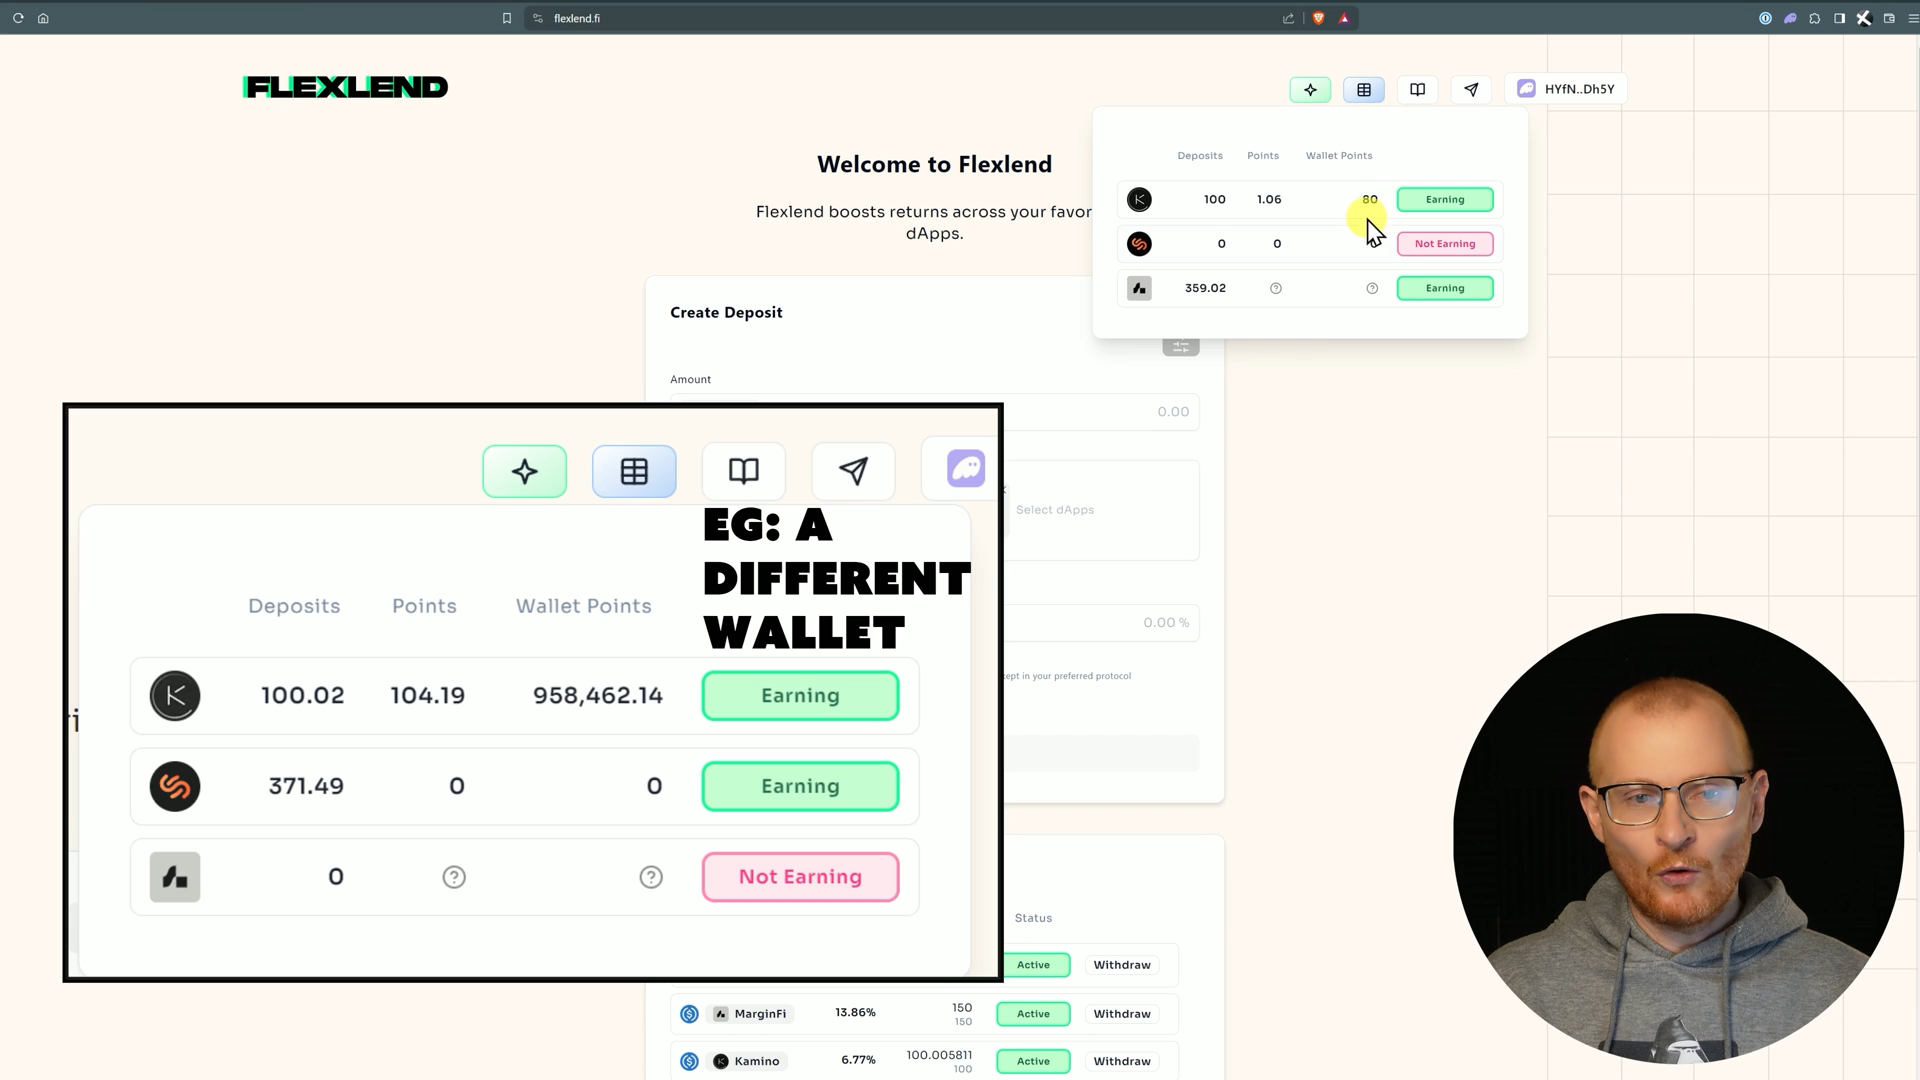 flexlend.fi
FLEXLEND
HYfN..Dh5Y
Welcome to Flexlend
Flexlend boosts returns across your favor
dApps.
Deposits Points Wallet Points
100 1.06 80 Earning
0 0 Not Earning
359.02 Earning
Create Deposit
Amount
0.00
Select dApps
0.00 %
cept in your preferred protocol
EG: A
DIFFERENT
WALLET
Deposits Points Wallet Points
100.02 104.19 958,462.14 Earning
371.49 0 0 Earning
0 Not Earning
Status
Active Withdraw
MarginFi 13.86% 150 Active Withdraw
150
Kamino 6.77% 100.005811 Active Withdraw
100